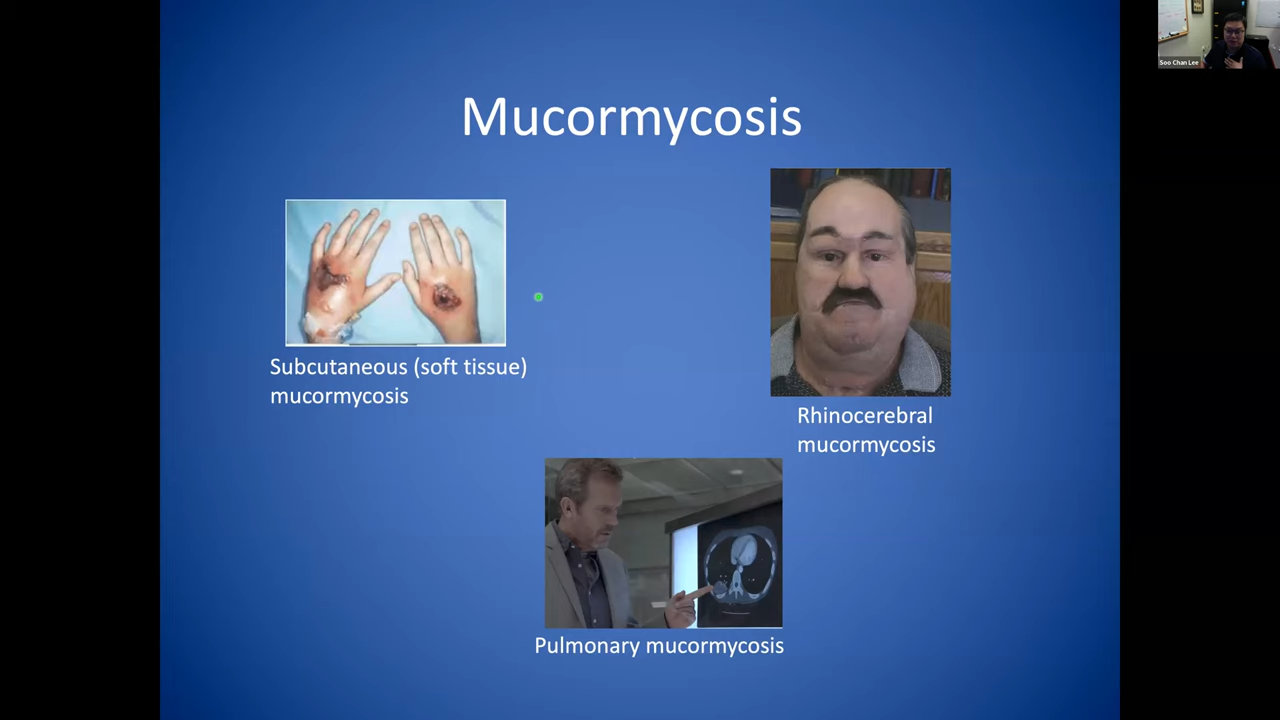 Soo Chan Lee
Mucormycosis
Subcutaneous (soft tissue)
mucormycosis
Rhinocerebral
mucormycosis
Pulmonary mucormycosis